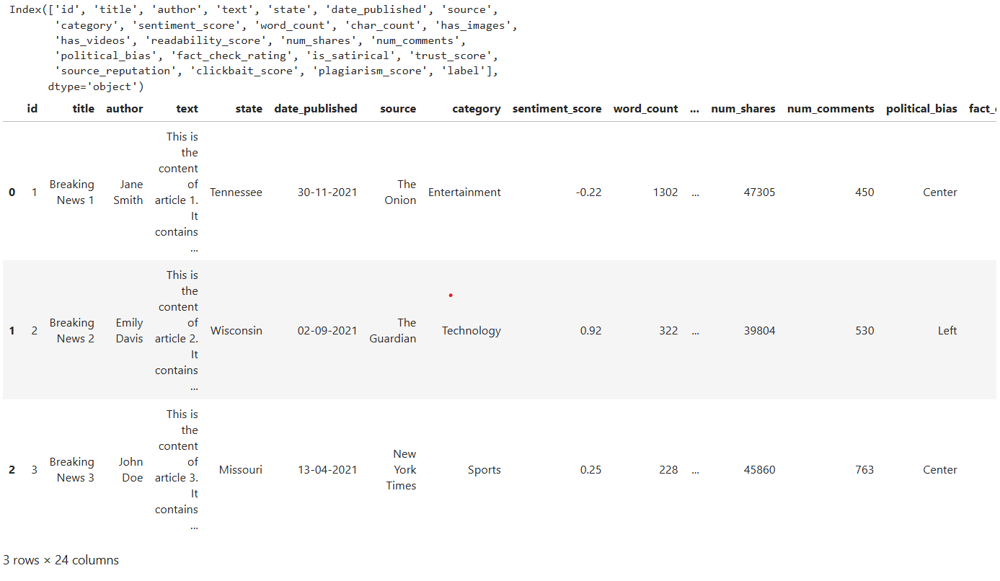 Index(['id', 'title', 'author', 'text', 'state', 'date_published', 'source',
'category', 'sentiment_score', 'word_count', 'char_count', 'has_images',
'has_videos', 'readability_score', 'num_shares', 'num_comments',
'political_bias', 'fact_check_rating', 'is_satirical', 'trust_score',
'source_reputation', 'clickbait_score', 'plagiarism_score', 'label'],
dtype='object')
id title author text state date_published source category sentiment_score word_count ... num_shares num_comments political_bias
This is
the
content
Breaking Jane of The
0 1 Tennessee 30-11-2021 Entertainment -0.22 1302 ... 47305 450 Center
News 1 Smith article 1. Onion
It
contains
...
This is
the
content
Breaking Emily of The
1 2 Wisconsin 02-09-2021 Technology 0.92 322 ... 39804 530 Left
News 2 Davis article 2. Guardian
It
contains
...
This is
the
content New
Breaking John of
2 3 Missouri 13-04-2021 York Sports 0.25 228 ... 45860 763 Center
News 3 Doe article 3. Times
It
contains
...
3 rows × 24 columns